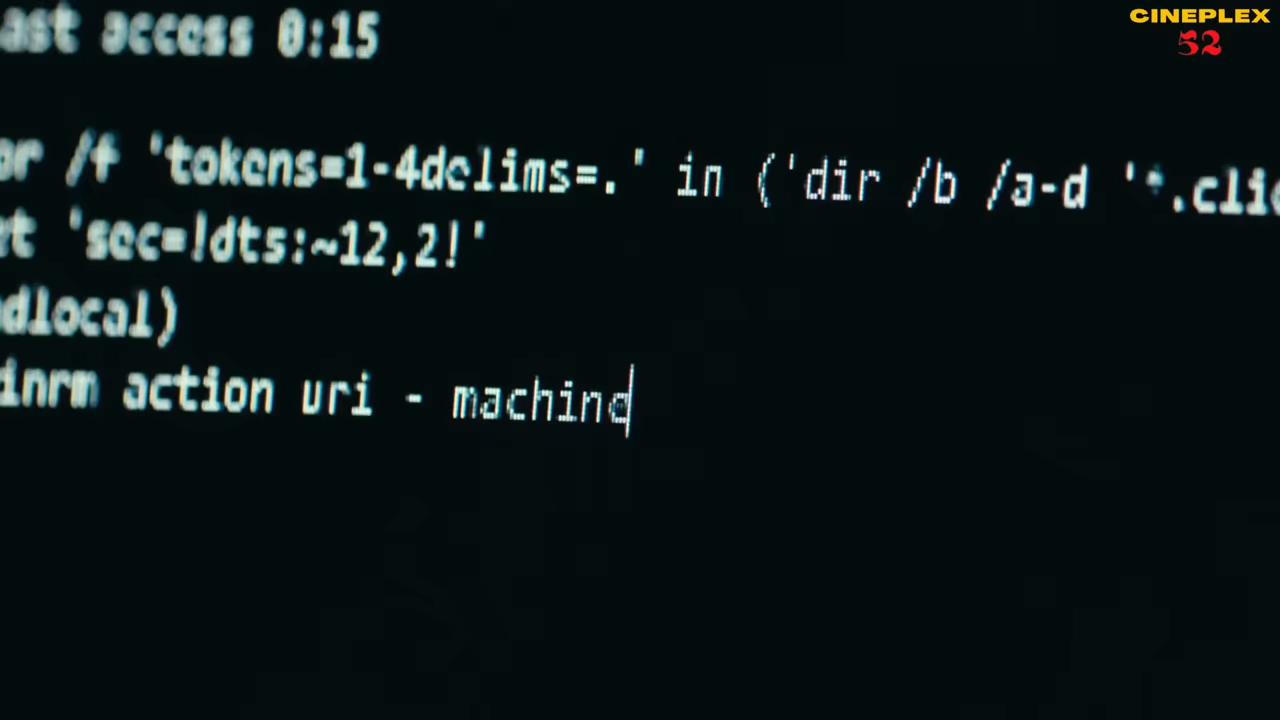 CINEPLEX
52
ast access 0:15
or /f 'tokens=1-4delims=.' in ('dir /b /a-d '*.clic
et 'sec=!dts:~12,2!'
dlocal)
inrm action uri - machine